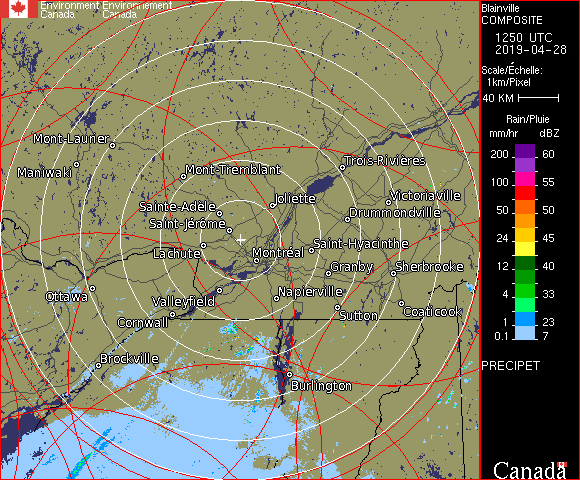 Environment Environnement
Canada Canada
Blainville
COMPOSITE
1250 UTC
2019-04-28
Scale/Échelle:
1km/Pixel
40 KM
Rain/Pluie
mm/hr dBZ
200 60
100 55
50 50
24 45
12 40
4 33
1 23
0.1 7
PRECIPET
Canada
Mont-Laurier
Maniwaki
Mont-Tremblant
Trois-Rivières
Joliette
Victoriaville
Sainte-Adèle
Drummondville
Saint-Jérôme
Saint-Hyacinthe
Lachute
Montréal
Granby
Sherbrooke
Ottawa
Valleyfield
Napierville
Cornwall
Sutton
Coaticook
Brockville
Burlington